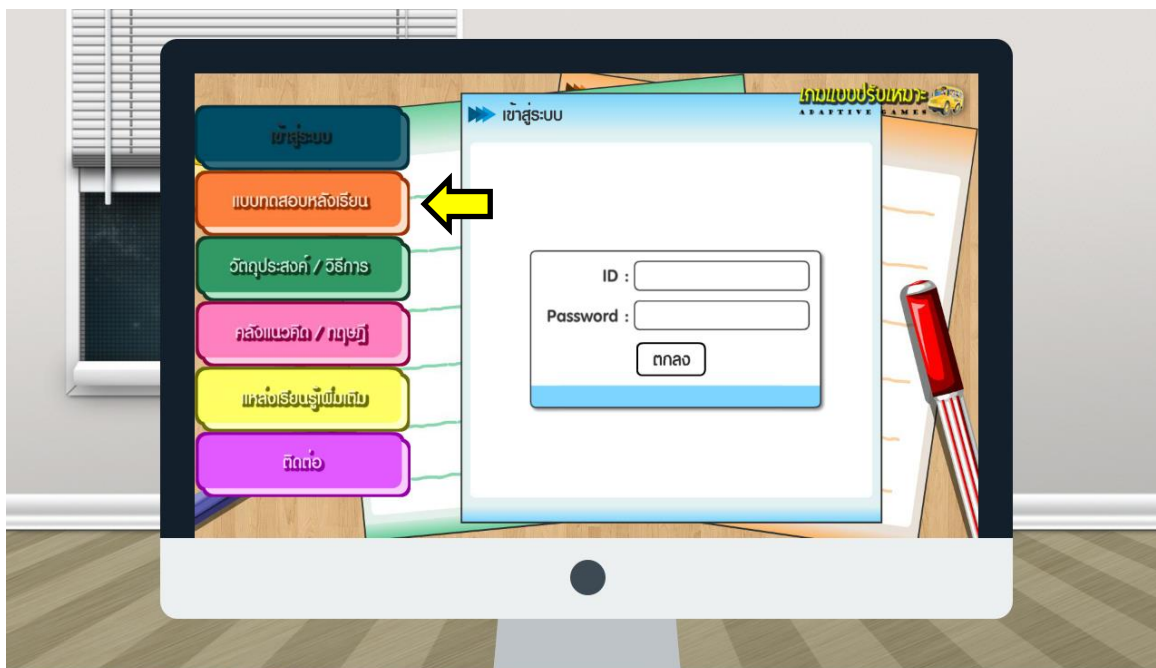 เกมแบบปรับเหมาะ
ADAPTIVE GAMES
เข้าสู่ระบบ
เข้าสู่ระบบ
แบบทดสอบหลังเรียน
วัตถุประสงค์ / วิธีการ
คลังแนวคิด / ทฤษฎี
แหล่งเรียนรู้เพิ่มเติม
ติดต่อ
ID :
Password :
ตกลง